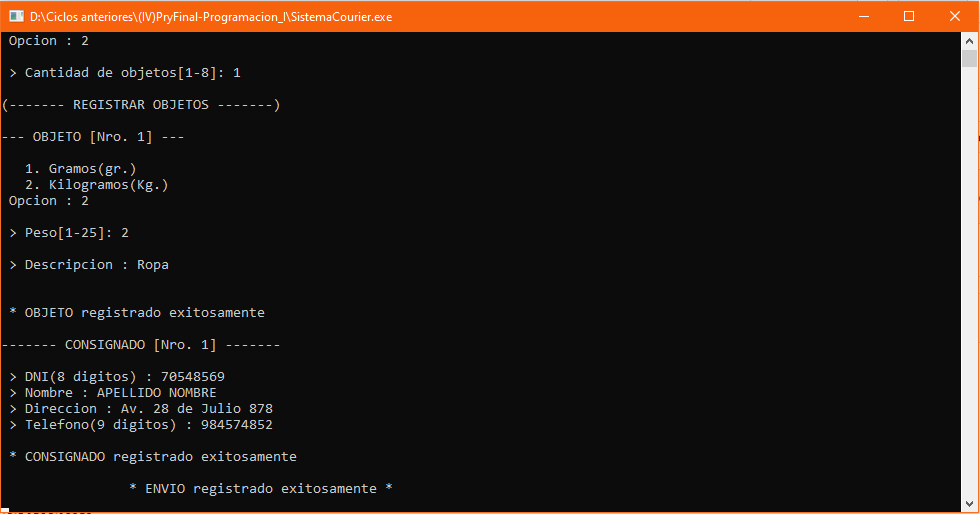 D:\Ciclos anteriores\(IV)PryFinal-Programacion_I\SistemaCourier.exe
Opcion : 2
> Cantidad de objetos[1-8]: 1
(------- REGISTRAR OBJETOS -------)
--- OBJETO [Nro. 1] ---
1. Gramos(gr.)
2. Kilogramos(Kg.)
Opcion : 2
> Peso[1-25]: 2
> Descripcion : Ropa
* OBJETO registrado exitosamente
------- CONSIGNADO [Nro. 1] -------
> DNI(8 digitos) : 70548569
> Nombre : APELLIDO NOMBRE
> Direccion : Av. 28 de Julio 878
> Telefono(9 digitos) : 984574852
* CONSIGNADO registrado exitosamente
* ENVIO registrado exitosamente *